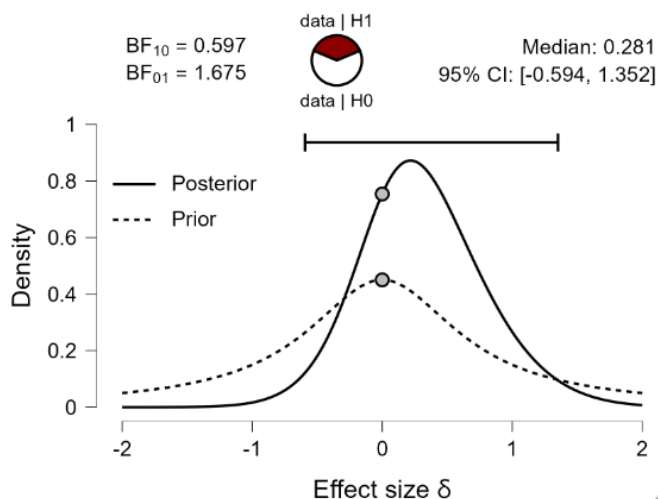 data | H1
BF₁₀ = 0.597
BF₀₁ = 1.675
data | H0
Median: 0.281
95% CI: [-0.594, 1.352]
1
0.8
0.6
0.4
0.2
0
Density
Posterior
Prior
-2 -1 0 1 2
Effect size δ